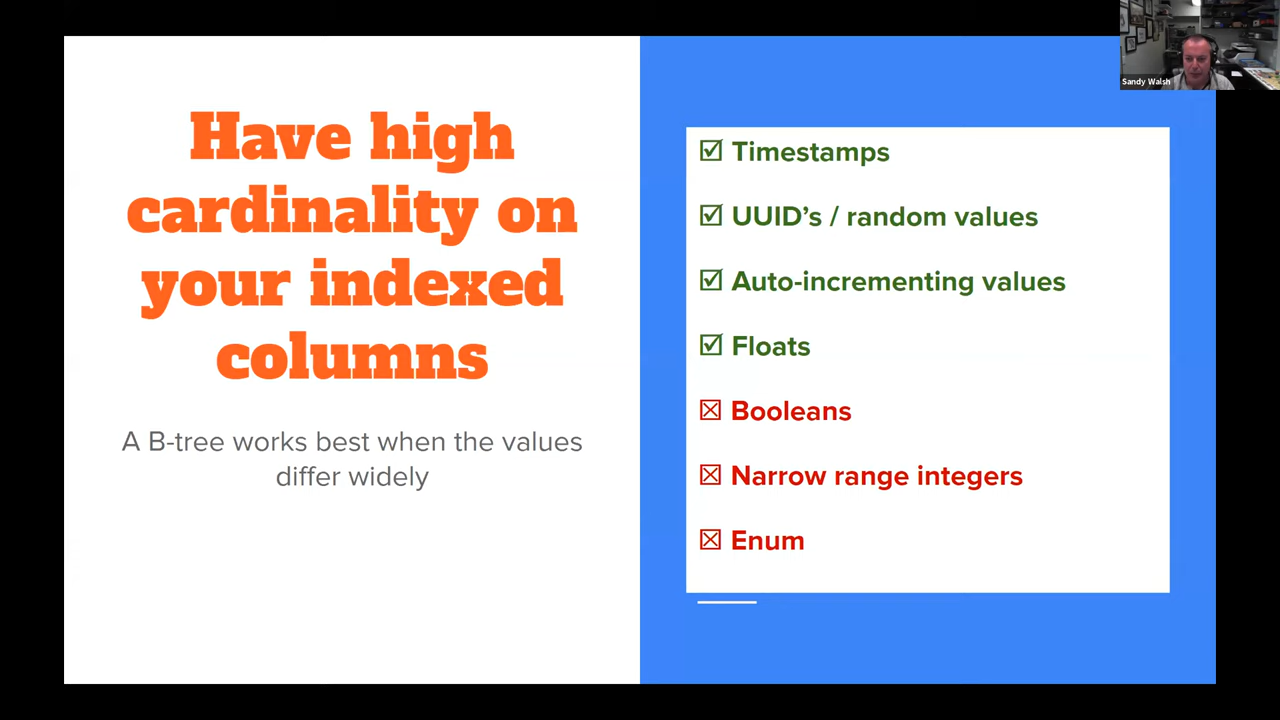 Have high
cardinality on
your indexed
columns
A B-tree works best when the values
differ widely
☑ Timestamps
☑ UUID’s / random values
☑ Auto-incrementing values
☑ Floats
☒ Booleans
☒ Narrow range integers
☒ Enum
Sandy Walsh